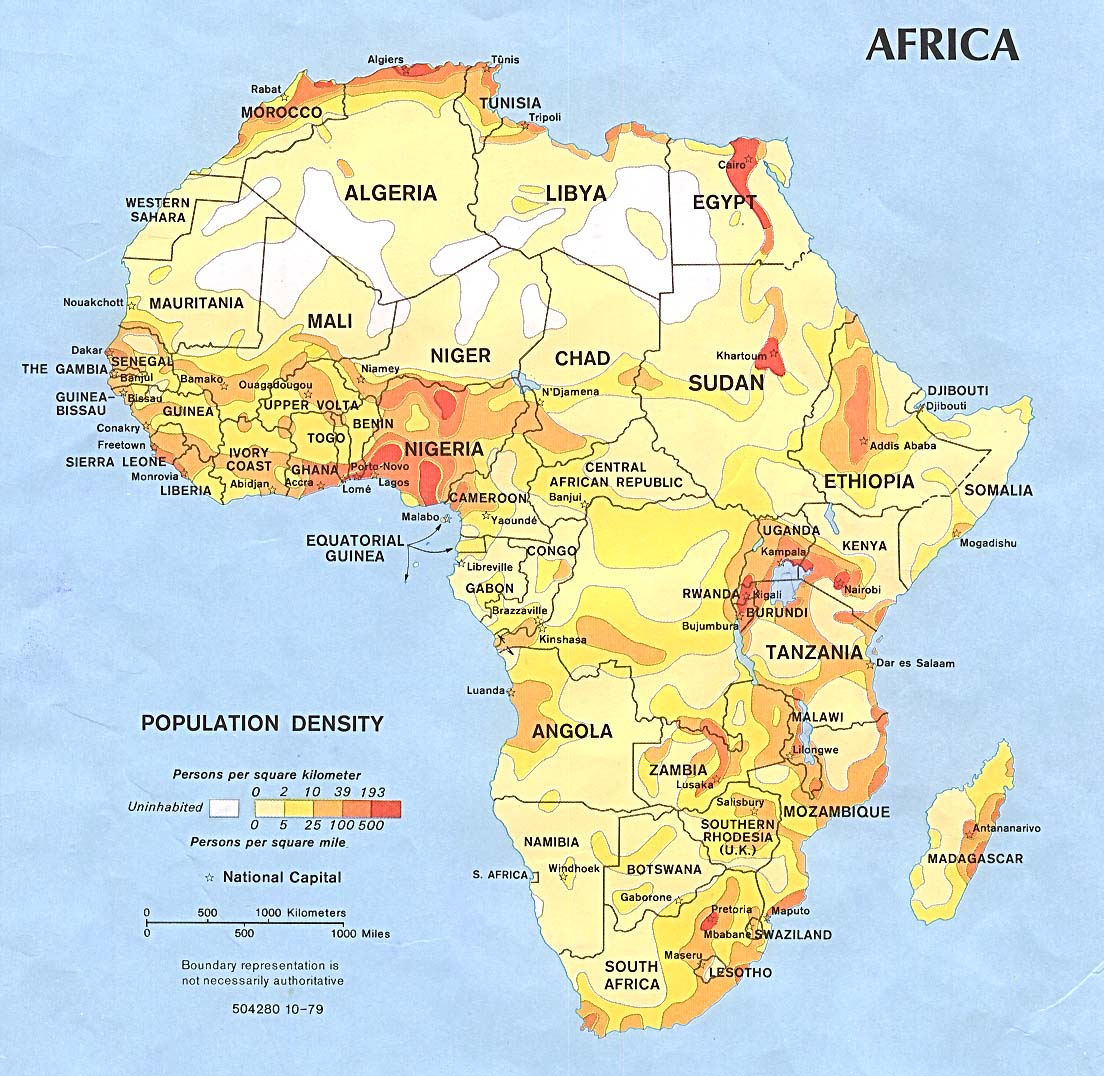 AFRICA
Algiers
Tûnis
Rabat
MOROCCO
TUNISIA
Tripoli
Cairo
ALGERIA
LIBYA
EGYPT
WESTERN
SAHARA
Nouakchott
MAURITANIA
MALI
NIGER
CHAD
SUDAN
Khartoum
Dakar
SENEGAL
THE GAMBIA
Banjul
Bamako
Ouagadougou
Niamey
N'Djamena
DJIBOUTI
Djibouti
GUINEA-
BISSAU
Bissau
GUINEA
UPPER VOLTA
BENIN
Conakry
TOGO
NIGERIA
Addis Ababa
Freetown
IVORY
COAST
SIERRA LEONE
GHANA
Porto-Novo
CENTRAL
AFRICAN REPUBLIC
ETHIOPIA
SOMALIA
Monrovia
LIBERIA
Abidjan
Accra
Lomé
Lagos
CAMEROON
Banjui
Malabo
Yaoundé
UGANDA
Kampala
KENYA
Mogadishu
EQUATORIAL
GUINEA
CONGO
Libreville
GABON
RWANDA
Kigali
Nairobi
Brazzaville
BURUNDI
Bujumbura
Kinshasa
TANZANIA
Dar es Salaam
Luanda
ANGOLA
MALAWI
Lilongwe
ZAMBIA
Lusaka
Salisbury
MOZAMBIQUE
SOUTHERN
RHODESIA
(U.K.)
Antananarivo
MADAGASCAR
NAMIBIA
Windhoek
S. AFRICA
BOTSWANA
Gaborone
Pretoria
Maputo
Mbabane
SWAZILAND
Maseru
LESOTHO
SOUTH
AFRICA
POPULATION DENSITY
Persons per square kilometer
0 2 10 39 193
Uninhabited
0 5 25 100 500
Persons per square mile
National Capital
0 500 1000 Kilometers
0 500 1000 Miles
Boundary representation is
not necessarily authoritative
504280 10-79